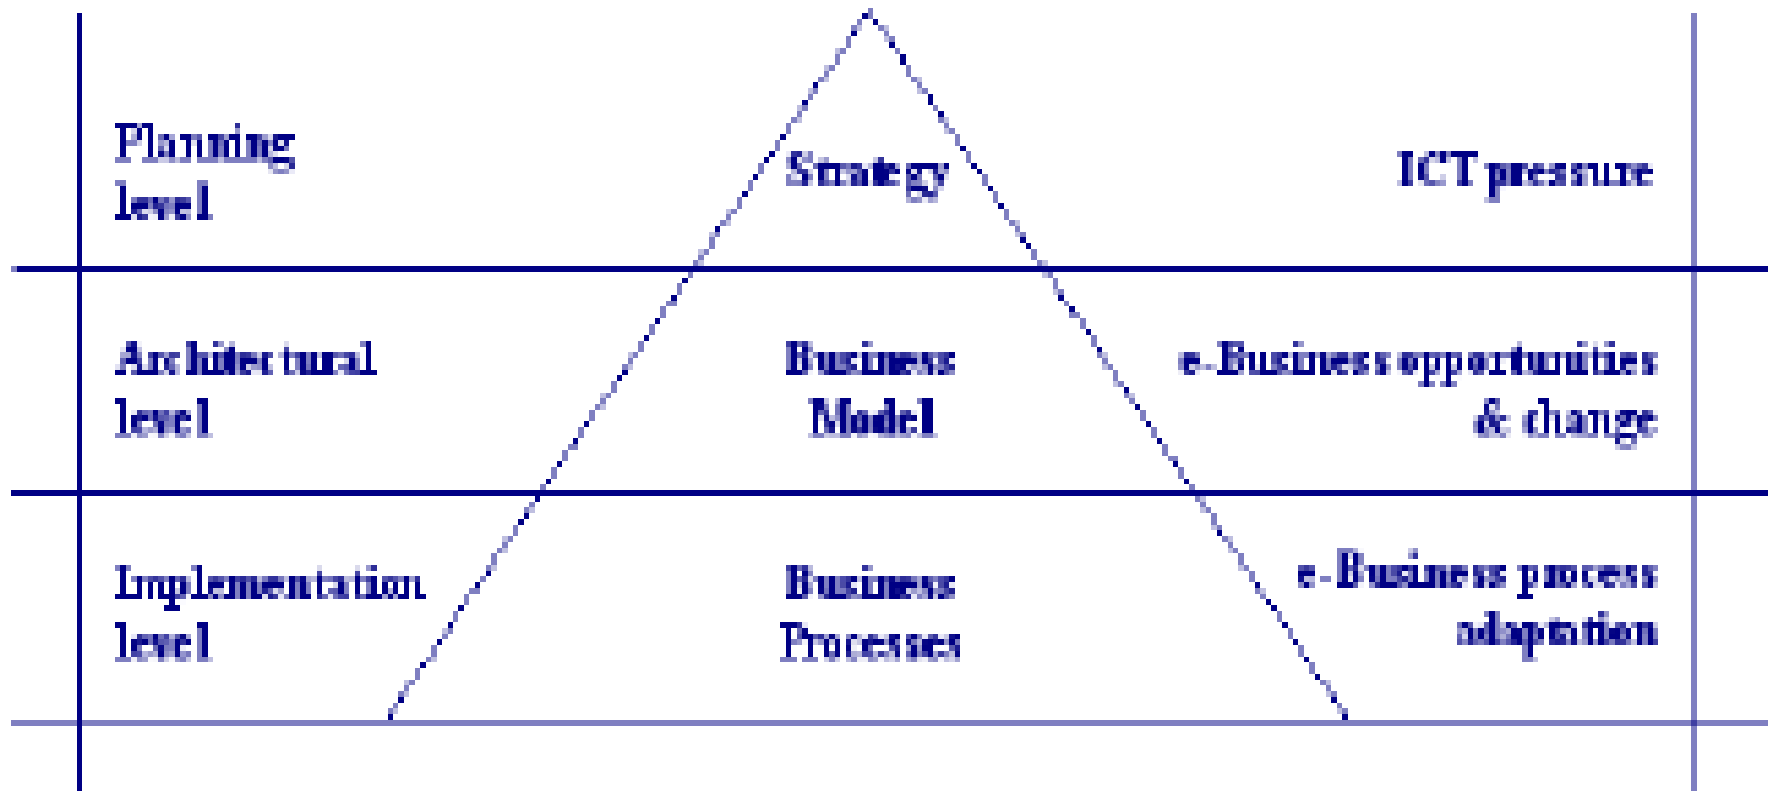 Planning
level
Strategy
ICT pressure
Architectural
level
Business
Model
e-Business opportunities
& change
Implementation
level
Business
Processes
e-Business process
adaptation